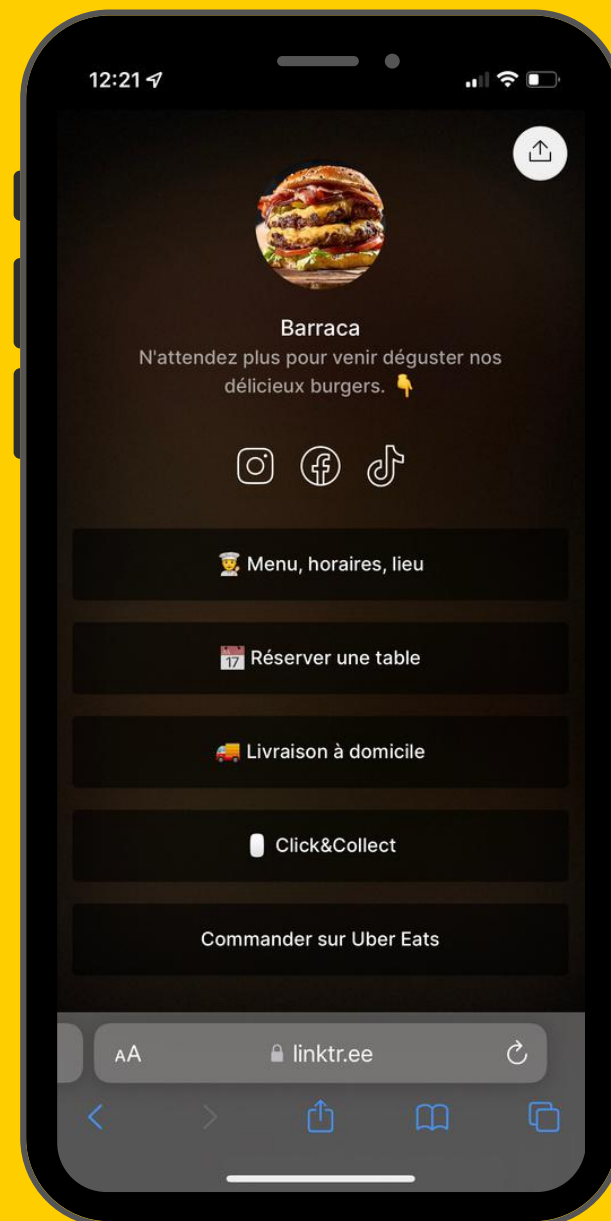 12:21
Barraca
N'attendez plus pour venir déguster nos
délicieux burgers. 👇
👩‍🍳 Menu, horaires, lieu
📅 Réserver une table
🚚 Livraison à domicile
🖱️ Click&Collect
Commander sur Uber Eats
AA linktr.ee